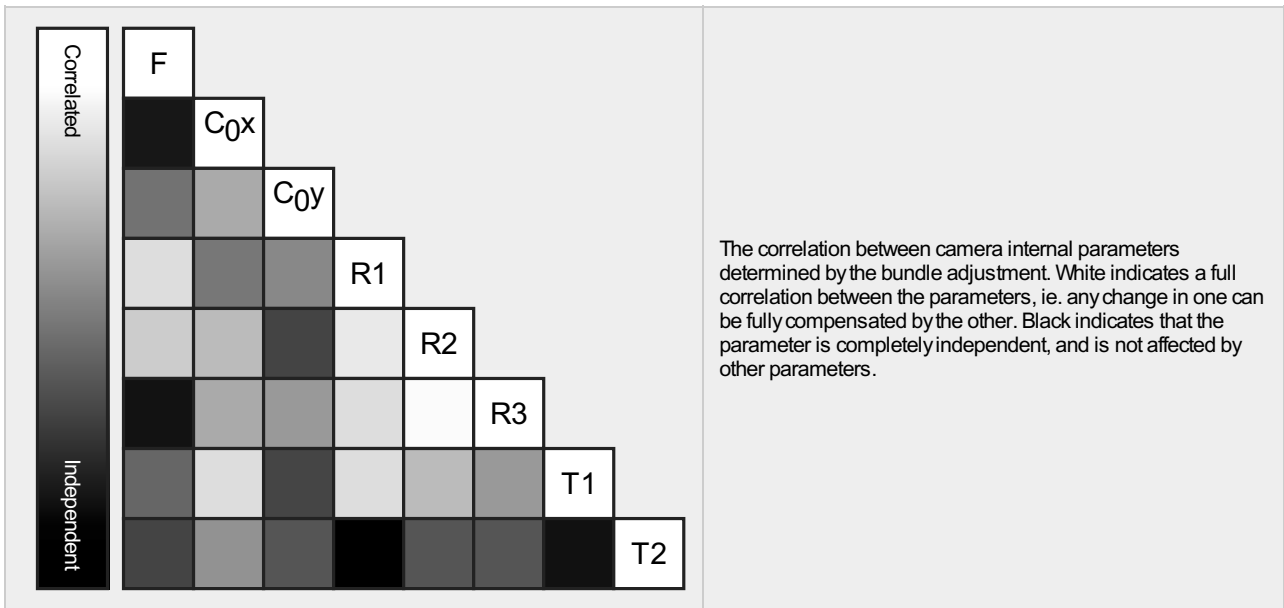 Correlated
Independent
F
C0x
C0y
R1
R2
R3
T1
T2
The correlation between camera internal parameters
determined by the bundle adjustment. White indicates a full
correlation between the parameters, ie. any change in one can
be fully compensated by the other. Black indicates that the
parameter is completely independent, and is not affected by
other parameters.